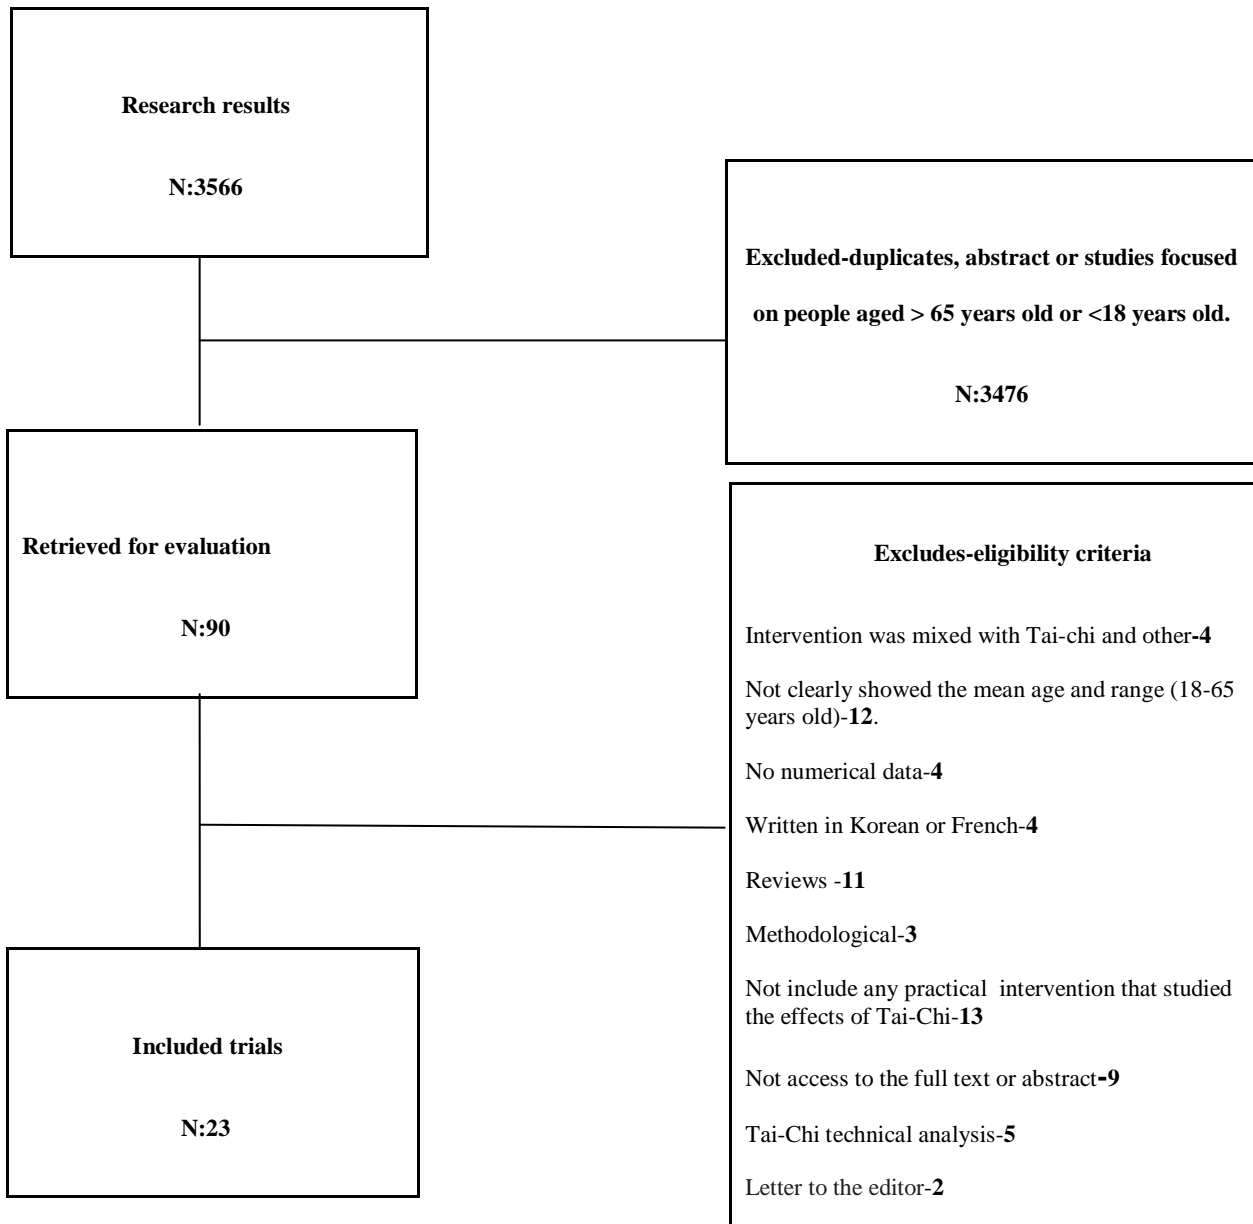 Research results
N:3566
Excluded-duplicates, abstract or studies focused
on people aged > 65 years old or <18 years old.
N:3476
Retrieved for evaluation
N:90
Excludes-eligibility criteria
Intervention was mixed with Tai-chi and other-4
Not clearly showed the mean age and range (18-65
years old)-12.
No numerical data-4
Written in Korean or French-4
Reviews -11
Methodological-3
Not include any practical intervention that studied
the effects of Tai-Chi-13
Not access to the full text or abstract-9
Tai-Chi technical analysis-5
Letter to the editor-2
Included trials
N:23